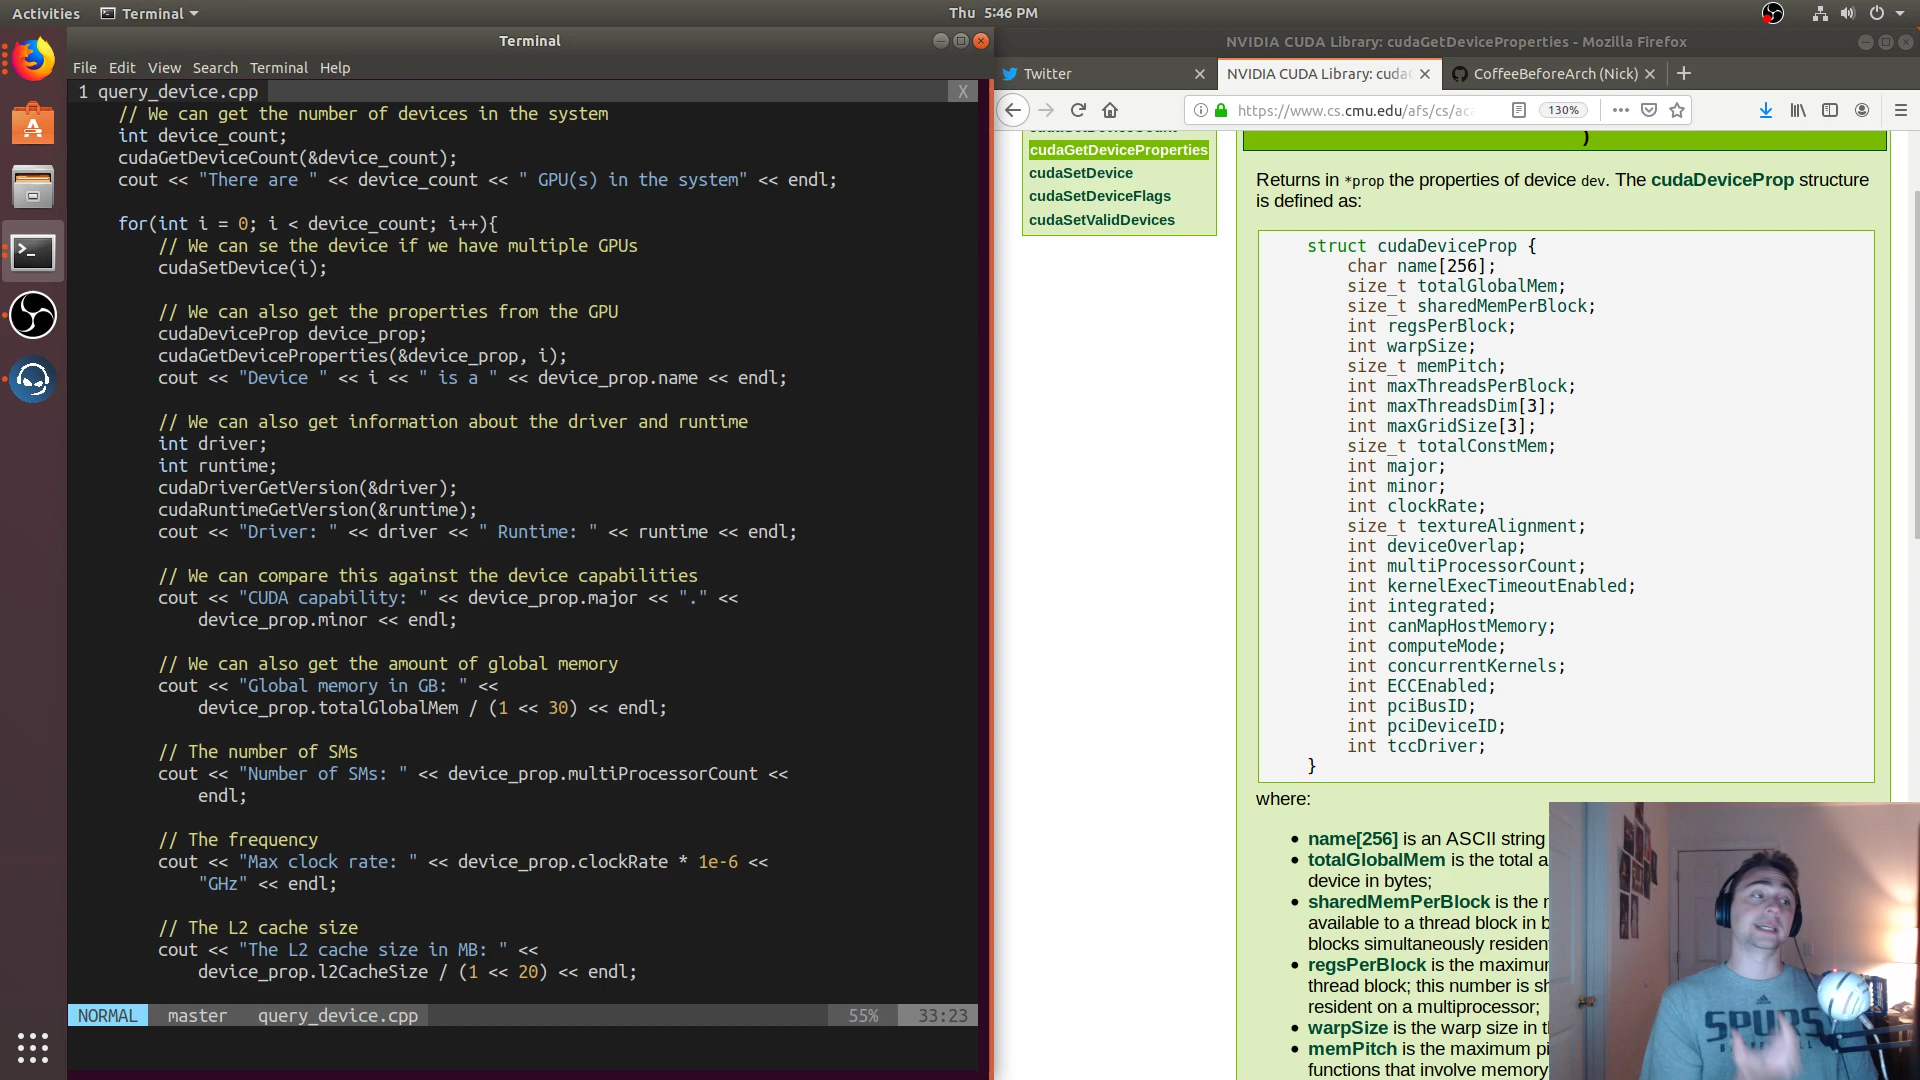 Activities
Terminal
Thu 5:46 PM
Terminal
File Edit View Search Terminal Help
1 query_device.cpp X
// We can get the number of devices in the system
int device_count;
cudaGetDeviceCount(&device_count);
cout << "There are " << device_count << " GPU(s) in the system" << endl;
for(int i = 0; i < device_count; i++){
// We can se the device if we have multiple GPUs
cudaSetDevice(i);
// We can also get the properties from the GPU
cudaDeviceProp device_prop;
cudaGetDeviceProperties(&device_prop, i);
cout << "Device " << i << " is a " << device_prop.name << endl;
// We can also get information about the driver and runtime
int driver;
int runtime;
cudaDriverGetVersion(&driver);
cudaRuntimeGetVersion(&runtime);
cout << "Driver: " << driver << " Runtime: " << runtime << endl;
// We can compare this against the device capabilities
cout << "CUDA capability: " << device_prop.major << "." <<
device_prop.minor << endl;
// We can also get the amount of global memory
cout << "Global memory in GB: " <<
device_prop.totalGlobalMem / (1 << 30) << endl;
// The number of SMs
cout << "Number of SMs: " << device_prop.multiProcessorCount <<
endl;
// The frequency
cout << "Max clock rate: " << device_prop.clockRate * 1e-6 <<
"GHz" << endl;
// The L2 cache size
cout << "The L2 cache size in MB: " <<
device_prop.l2CacheSize / (1 << 20) << endl;
NORMAL master query_device.cpp 55% 33:23
NVIDIA CUDA Library: cudaGetDeviceProperties - Mozilla Firefox
Twitter
NVIDIA CUDA Library: cuda
CoffeeBeforeArch (Nick)
https://www.cs.cmu.edu/afs/cs/aca
130%
cudaGetDeviceProperties
cudaSetDevice
cudaSetDeviceFlags
cudaSetValidDevices
)
Returns in *prop the properties of device dev. The cudaDeviceProp structure
is defined as:
struct cudaDeviceProp {
char name[256];
size_t totalGlobalMem;
size_t sharedMemPerBlock;
int regsPerBlock;
int warpSize;
size_t memPitch;
int maxThreadsPerBlock;
int maxThreadsDim[3];
int maxGridSize[3];
size_t totalConstMem;
int major;
int minor;
int clockRate;
size_t textureAlignment;
int deviceOverlap;
int multiProcessorCount;
int kernelExecTimeoutEnabled;
int integrated;
int canMapHostMemory;
int computeMode;
int concurrentKernels;
int ECCEnabled;
int pciBusID;
int pciDeviceID;
int tccDriver;
}
where:
name[256] is an ASCII string
totalGlobalMem is the total a
device in bytes;
sharedMemPerBlock is the
available to a thread block in b
blocks simultaneously resident
regsPerBlock is the maximum
thread block; this number is sh
resident on a multiprocessor;
warpSize is the warp size in
memPitch is the maximum pi
functions that involve memory
SPURS